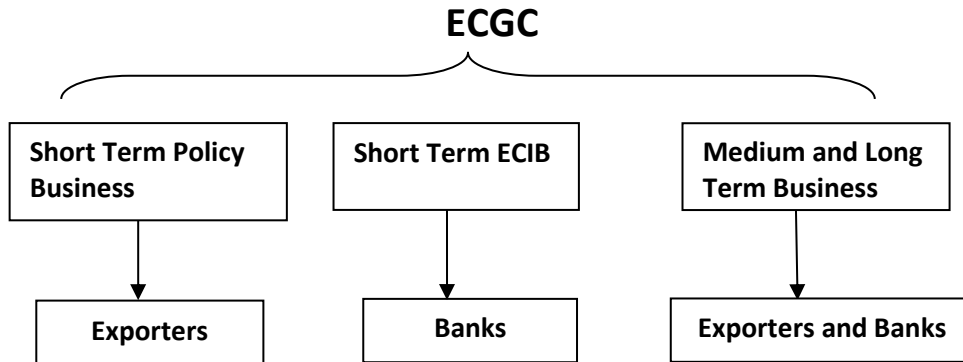 ECGC
Short Term Policy
Business
Short Term ECIB
Medium and Long
Term Business
Exporters
Banks
Exporters and Banks